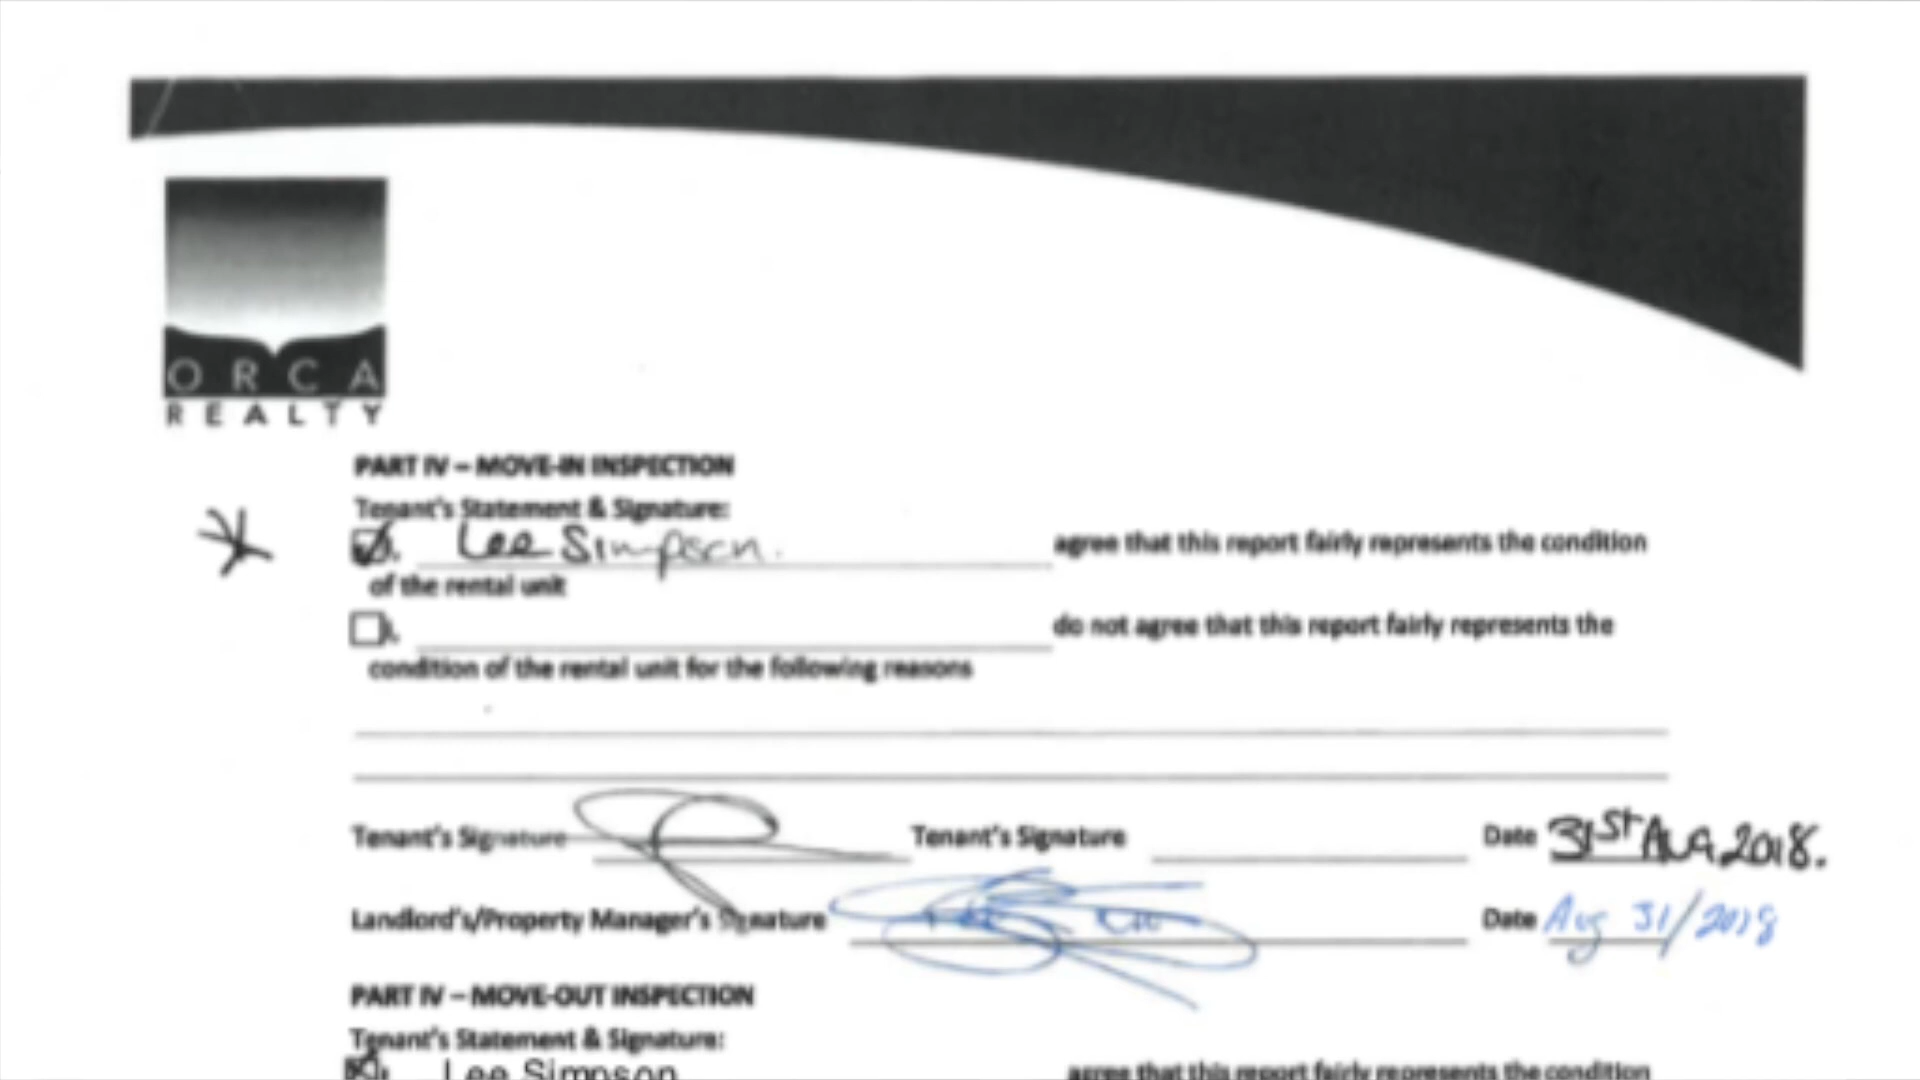 ORCA
REALTY
PART IV – MOVE-IN INSPECTION
Tenant's Statement & Signature:
I, Lee Simpson. agree that this report fairly represents the condition
of the rental unit
I, do not agree that this report fairly represents the
condition of the rental unit for the following reasons
Tenant's Signature Tenant's Signature Date 31st Aug 2018.
Landlord's/Property Manager's Signature Date Aug 31/2018
PART IV – MOVE-OUT INSPECTION
Tenant's Statement & Signature:
I, Lee Simpson agree that this report fairly represents the condition